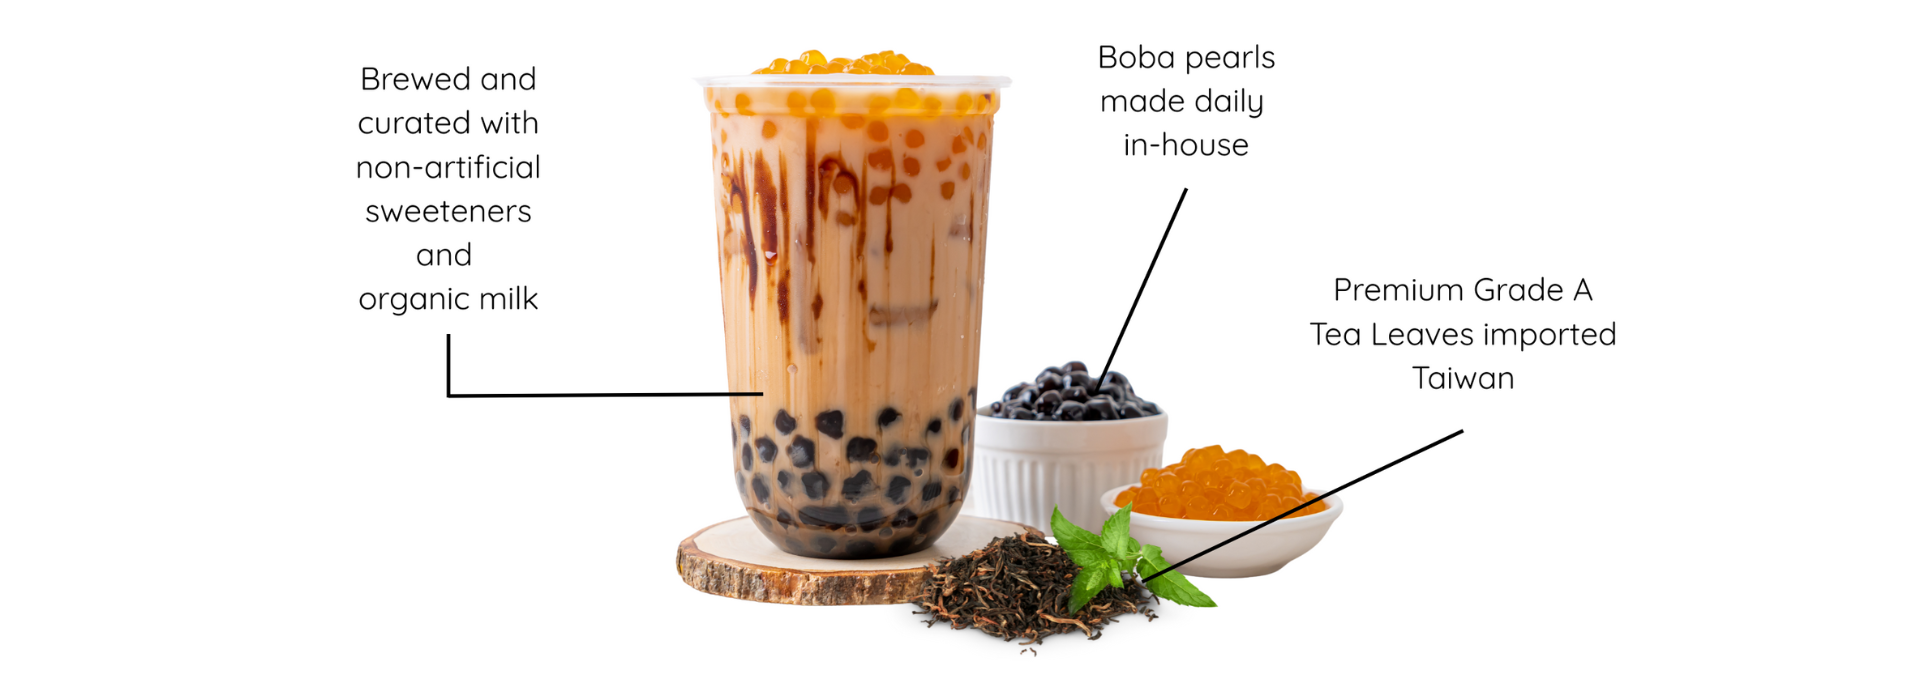 Brewed and
curated with
non-artificial
sweeteners
and
organic milk
Boba pearls
made daily
in-house
Premium Grade A
Tea Leaves imported
Taiwan